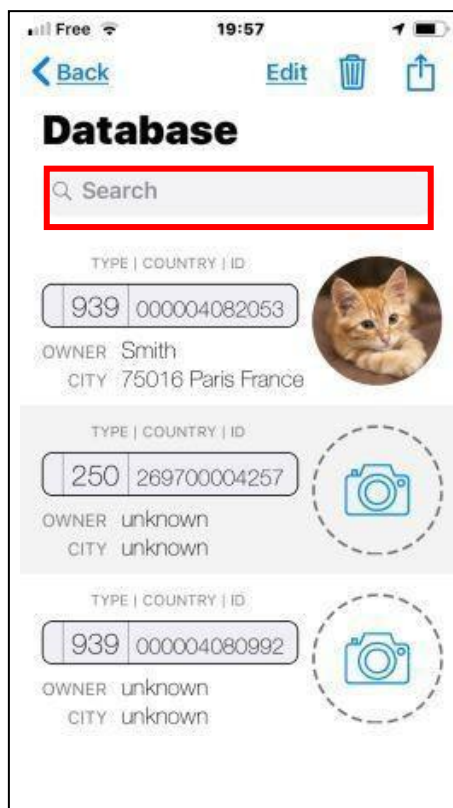 Free 19:57
Back Edit
Database
Search
TYPE | COUNTRY | ID
939 000004082053
OWNER Smith
CITY 75016 Paris France
TYPE | COUNTRY | ID
250 269700004257
OWNER unknown
CITY unknown
TYPE | COUNTRY | ID
939 000004080992
OWNER unknown
CITY unknown